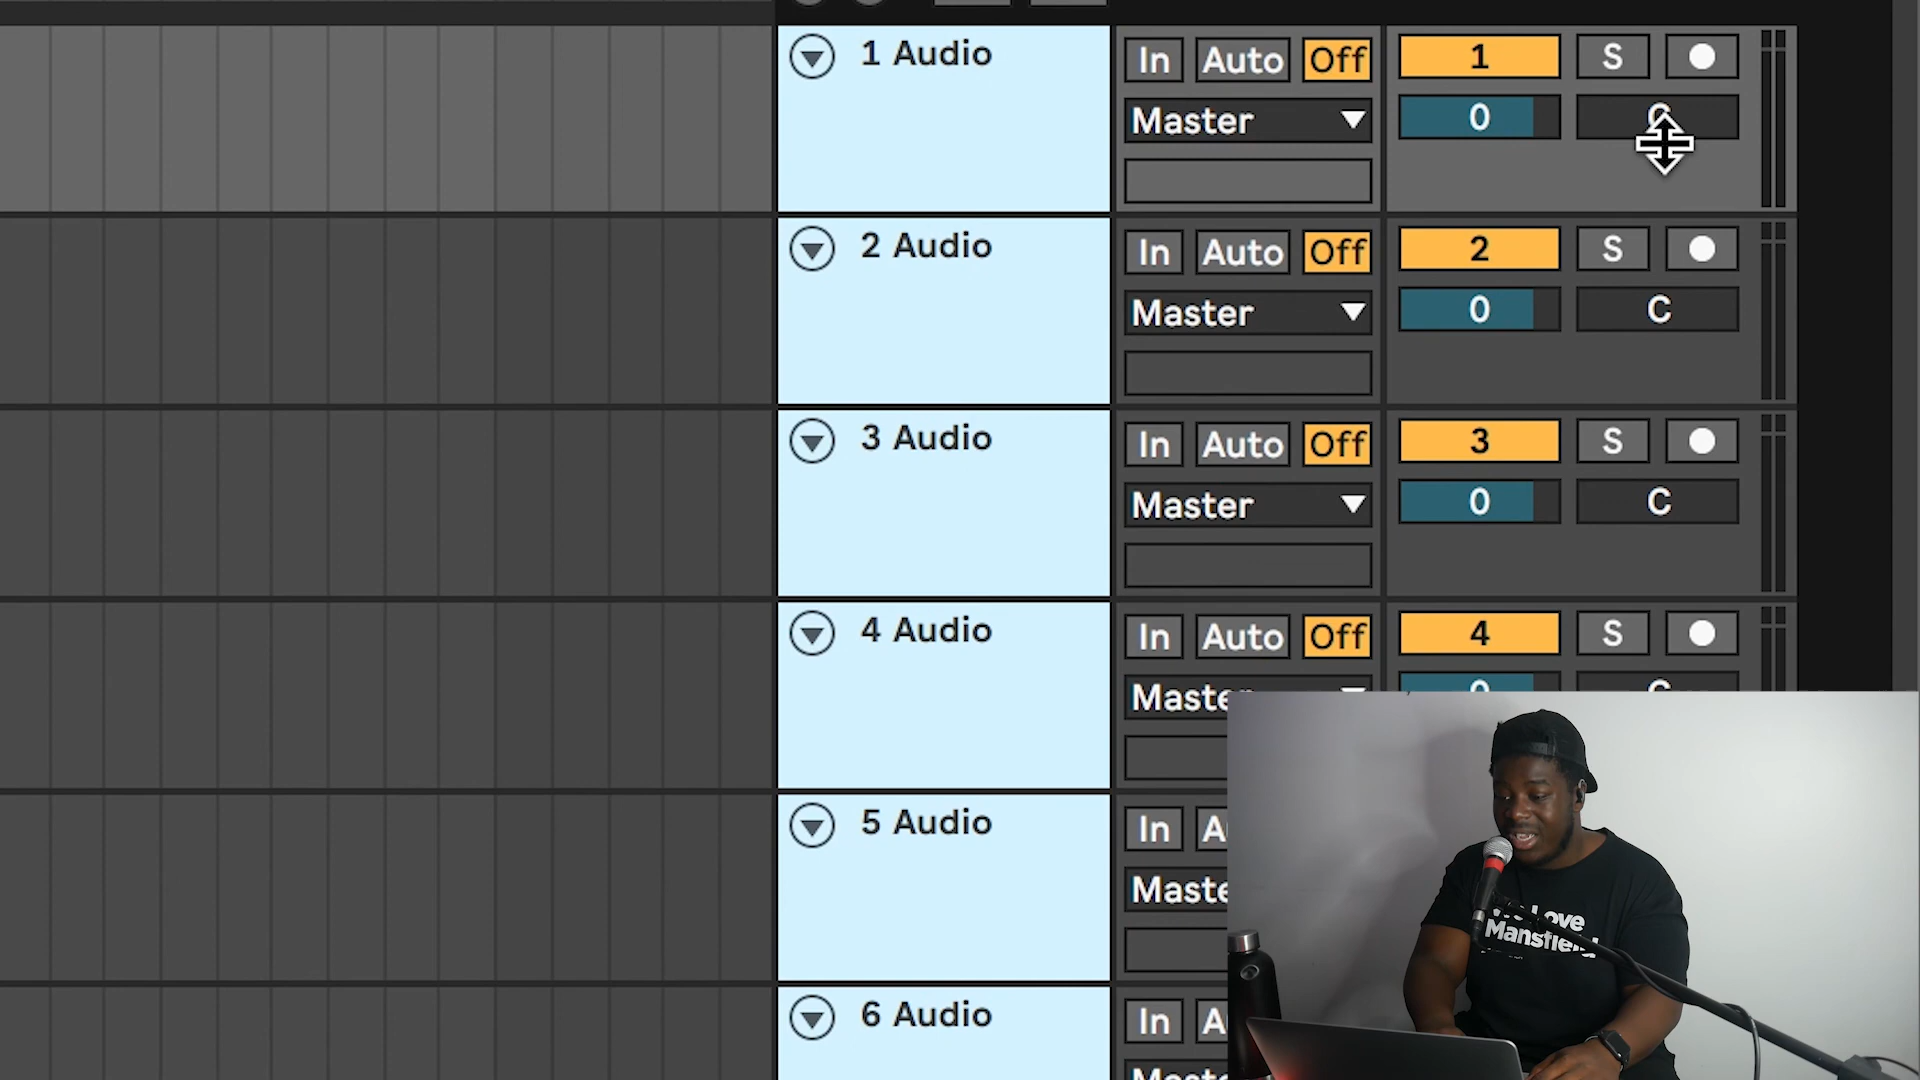 1 Audio In Auto Off 1 S
Master 0 C
2 Audio In Auto Off 2 S
Master 0 C
3 Audio In Auto Off 3 S
Master 0 C
4 Audio In Auto Off 4 S
5 Audio In
6 Audio In
Love